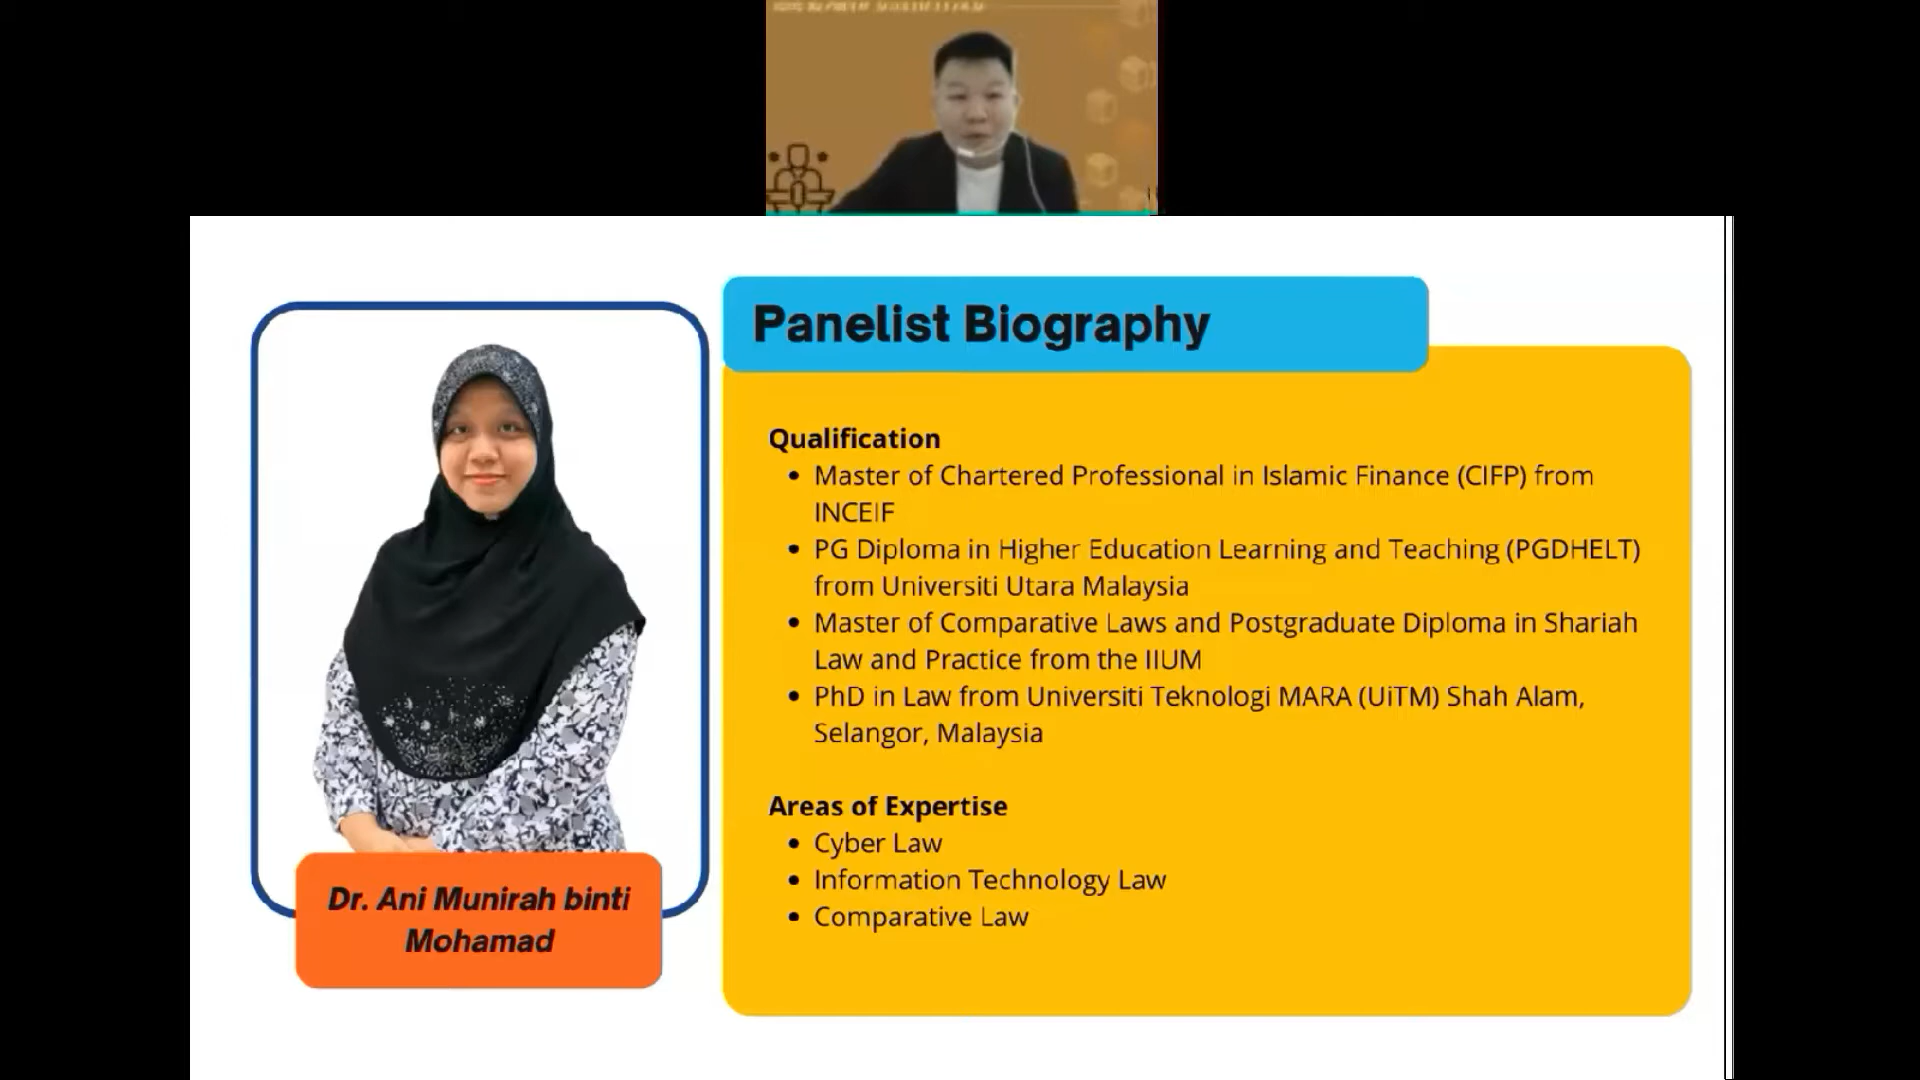 Panelist Biography
Qualification
• Master of Chartered Professional in Islamic Finance (CIFP) from
INCEIF
• PG Diploma in Higher Education Learning and Teaching (PGDHELT)
from Universiti Utara Malaysia
• Master of Comparative Laws and Postgraduate Diploma in Shariah
Law and Practice from the IIUM
• PhD in Law from Universiti Teknologi MARA (UiTM) Shah Alam,
Selangor, Malaysia
Areas of Expertise
• Cyber Law
• Information Technology Law
• Comparative Law
Dr. Ani Munirah binti
Mohamad